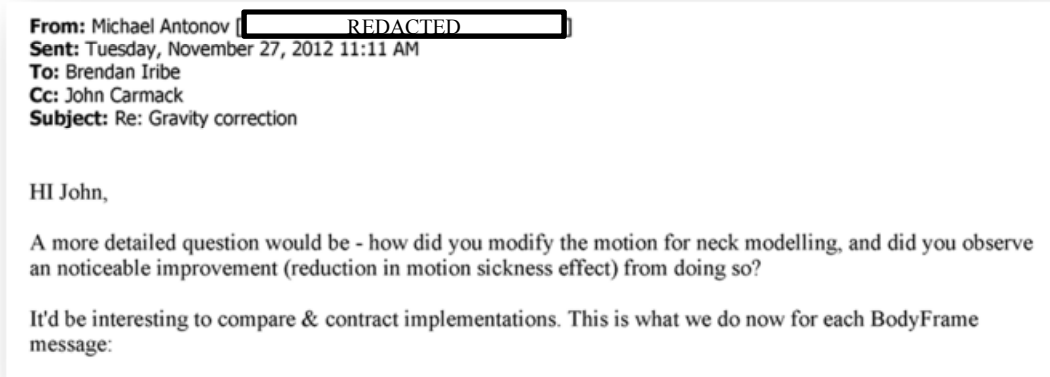 From: Michael Antonov [REDACTED]
Sent: Tuesday, November 27, 2012 11:11 AM
To: Brendan Iribe
Cc: John Carmack
Subject: Re: Gravity correction
HI John,
A more detailed question would be - how did you modify the motion for neck modelling, and did you observe
an noticeable improvement (reduction in motion sickness effect) from doing so?
It'd be interesting to compare & contract implementations. This is what we do now for each BodyFrame
message: